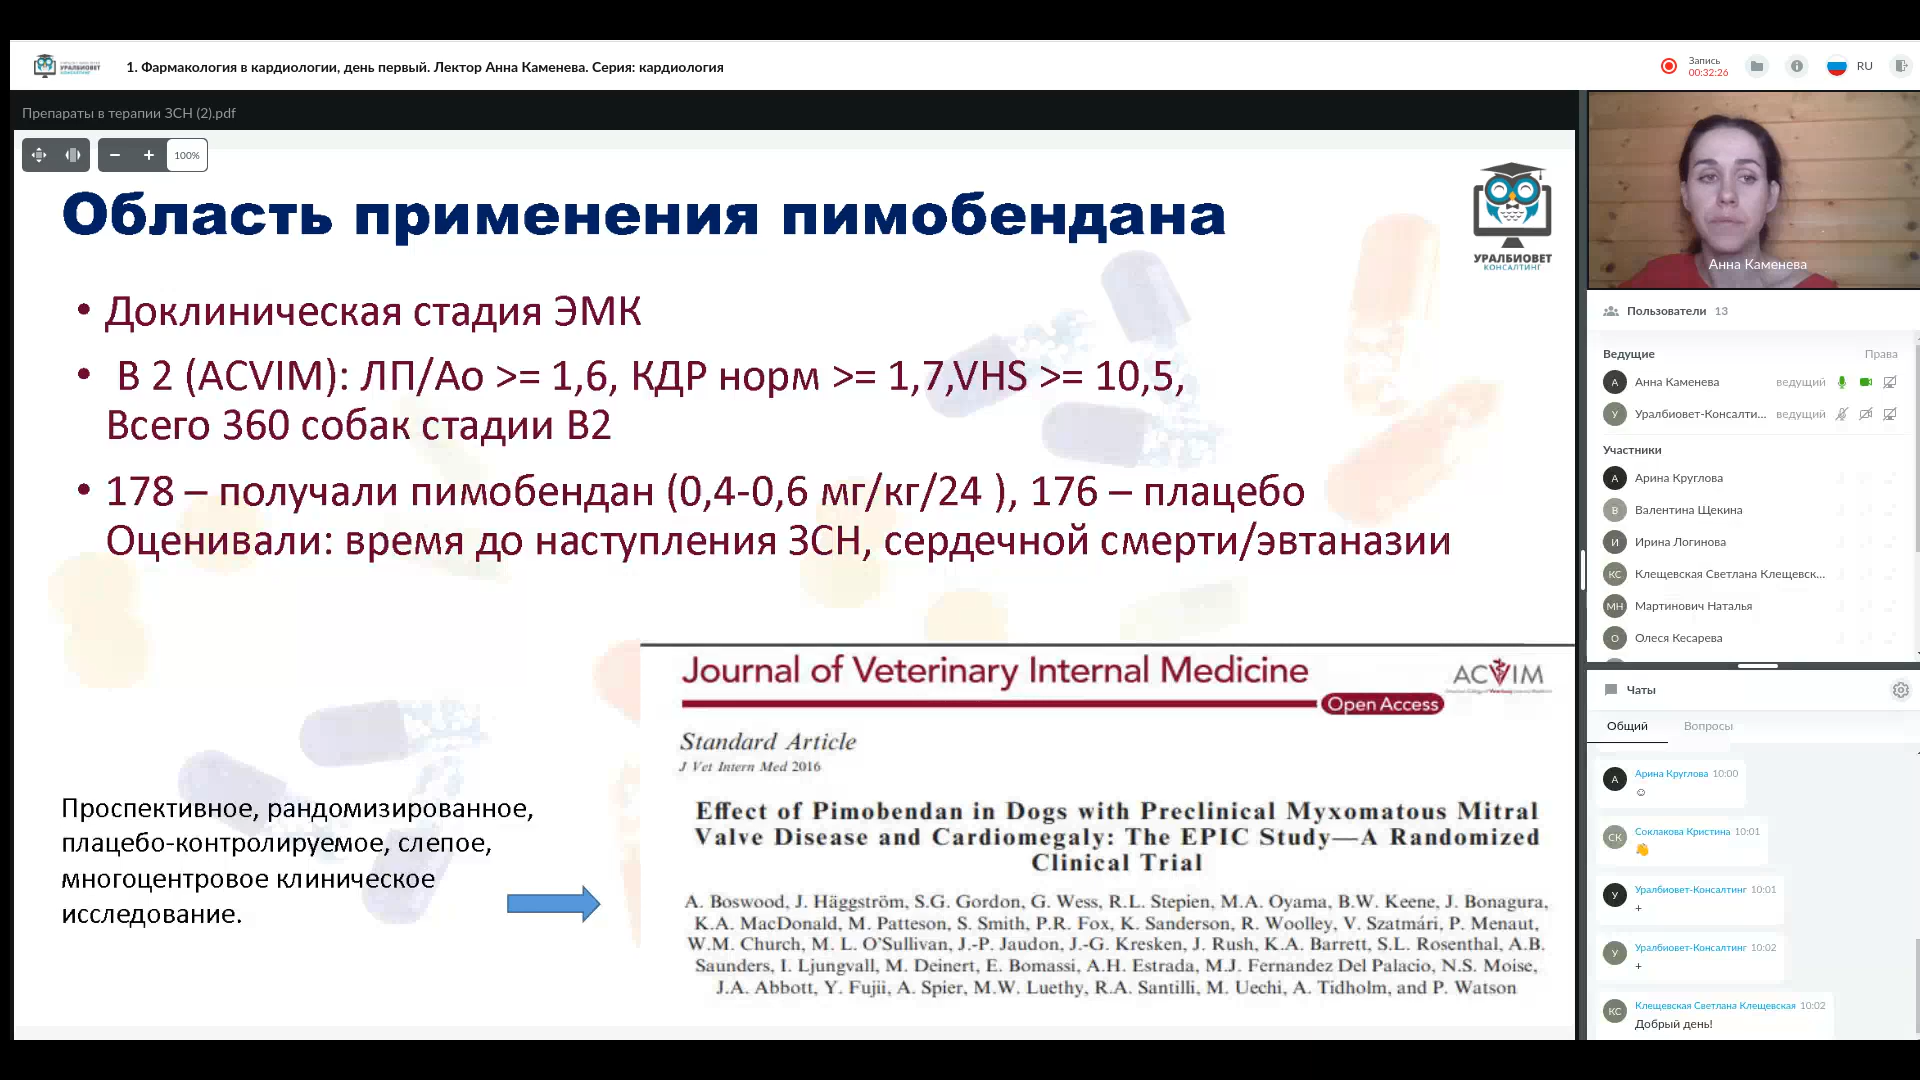 УРАЛБИОВЕТ
КОНСАЛТИНГ
1. Фармакология в кардиологии, день первый. Лектор Анна Каменева. Серия: кардиология
Запись
00:32:26
RU
Препараты в терапии ЗСН (2).pdf
100%
Область применения пимобендана
УРАЛБИОВЕТ
КОНСАЛТИНГ
• Доклиническая стадия ЭМК
• В 2 (ACVIM): ЛП/Ао >= 1,6, КДР норм >= 1,7,VHS >= 10,5,
Всего 360 собак стадии В2
• 178 – получали пимобендан (0,4-0,6 мг/кг/24 ), 176 – плацебо
Оценивали: время до наступления ЗСН, сердечной смерти/эвтаназии
Проспективное, рандомизированное,
плацебо-контролируемое, слепое,
многоцентровое клиническое
исследование.
Journal of Veterinary Internal Medicine
ACVIM
Open Access
Standard Article
J Vet Intern Med 2016
Effect of Pimobendan in Dogs with Preclinical Myxomatous Mitral
Valve Disease and Cardiomegaly: The EPIC Study—A Randomized
Clinical Trial
A. Boswood, J. Häggström, S.G. Gordon, G. Wess, R.L. Stepien, M.A. Oyama, B.W. Keene, J. Bonagura,
K.A. MacDonald, M. Patteson, S. Smith, P.R. Fox, K. Sanderson, R. Woolley, V. Szatmári, P. Menaut,
W.M. Church, M. L. O'Sullivan, J.-P. Jaudon, J.-G. Kresken, J. Rush, K.A. Barrett, S.L. Rosenthal, A.B.
Saunders, I. Ljungvall, M. Deinert, E. Bomassi, A.H. Estrada, M.J. Fernandez Del Palacio, N.S. Moise,
J.A. Abbott, Y. Fujii, A. Spier, M.W. Luethy, R.A. Santilli, M. Uechi, A. Tidholm, and P. Watson
Анна Каменева
Пользователи 13
Ведущие Права
А Анна Каменева ведущий
У Уралбиовет-Консалти... ведущий
Участники
А Арина Круглова
В Валентина Щекина
И Ирина Логинова
КС Клещевская Светлана Клещевск...
МН Мартинович Наталья
О Олеся Кесарева
Чаты
Общий Вопросы
А Арина Круглова 10:00
☺
СК Соклакова Кристина 10:01
👏
У Уралбиовет-Консалтинг 10:01
+
У Уралбиовет-Консалтинг 10:02
+
КС Клещевская Светлана Клещевская 10:02
Добрый день!